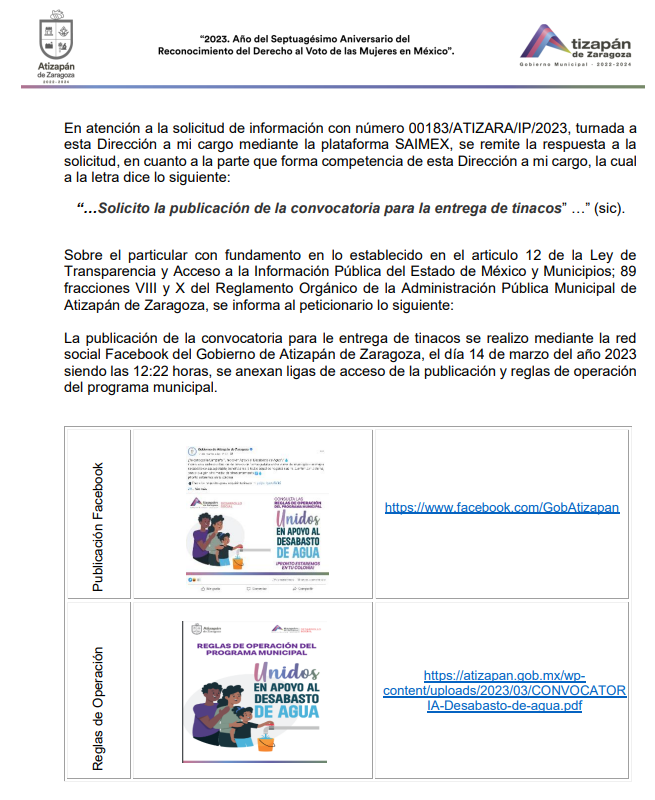 Atizapán
de Zaragoza
2022-2024
“2023. Año del Septuagésimo Aniversario del
Reconocimiento del Derecho al Voto de las Mujeres en México”.
Atizapán
de Zaragoza
Gobierno Municipal - 2022-2024
En atención a la solicitud de información con número 00183/ATIZARA/IP/2023, turnada a
esta Dirección a mi cargo mediante la plataforma SAIMEX, se remite la respuesta a la
solicitud, en cuanto a la parte que forma competencia de esta Dirección a mi cargo, la cual
a la letra dice lo siguiente:
“…Solicito la publicación de la convocatoria para la entrega de tinacos” …” (sic).
Sobre el particular con fundamento en lo establecido en el articulo 12 de la Ley de
Transparencia y Acceso a la Información Pública del Estado de México y Municipios; 89
fracciones VIII y X del Reglamento Orgánico de la Administración Pública Municipal de
Atizapán de Zaragoza, se informa al peticionario lo siguiente:
La publicación de la convocatoria para le entrega de tinacos se realizo mediante la red
social Facebook del Gobierno de Atizapán de Zaragoza, el día 14 de marzo del año 2023
siendo las 12:22 horas, se anexan ligas de acceso de la publicación y reglas de operación
del programa municipal.
Publicación Facebook
Gobierno de Atizapán de Zaragoza
Atizapán
CONSULTA LAS
REGLAS DE OPERACIÓN
DEL PROGRAMA MUNICIPAL
Unidos
EN APOYO AL
DESABASTO
DE AGUA
¡PRONTO ESTAREMOS
EN TU COLONIA!
https://www.facebook.com/GobAtizapan
Reglas de Operación
REGLAS DE OPERACIÓN DEL
PROGRAMA MUNICIPAL
Unidos
EN APOYO AL
DESABASTO
DE AGUA
https://atizapan.gob.mx/wp-
content/uploads/2023/03/CONVOCATOR
IA-Desabasto-de-agua.pdf